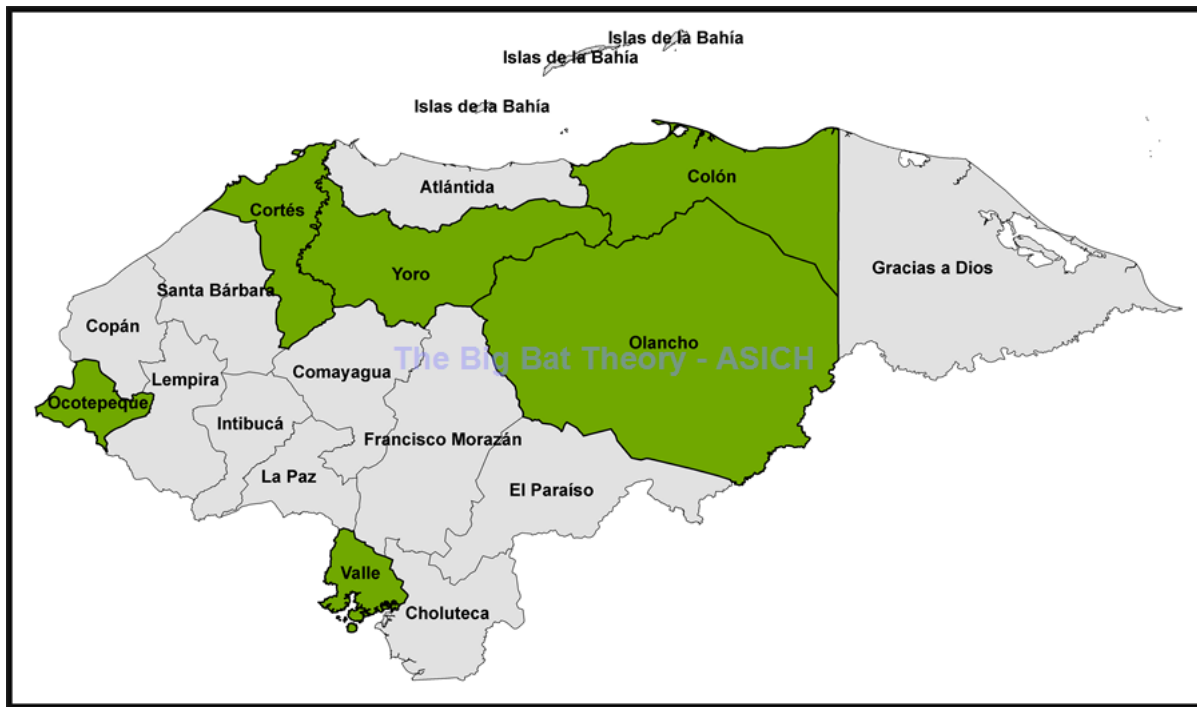 Islas de la Bahía
Islas de la Bahía
Islas de la Bahía
Colón
Atlántida
Cortés
Gracias a Dios
Yoro
Santa Bárbara
Copán
Olancho
The Big Bat Theory - ASICH
Comayagua
Lempira
Ocotepeque
Intibucá
Francisco Morazán
La Paz
El Paraíso
Valle
Choluteca